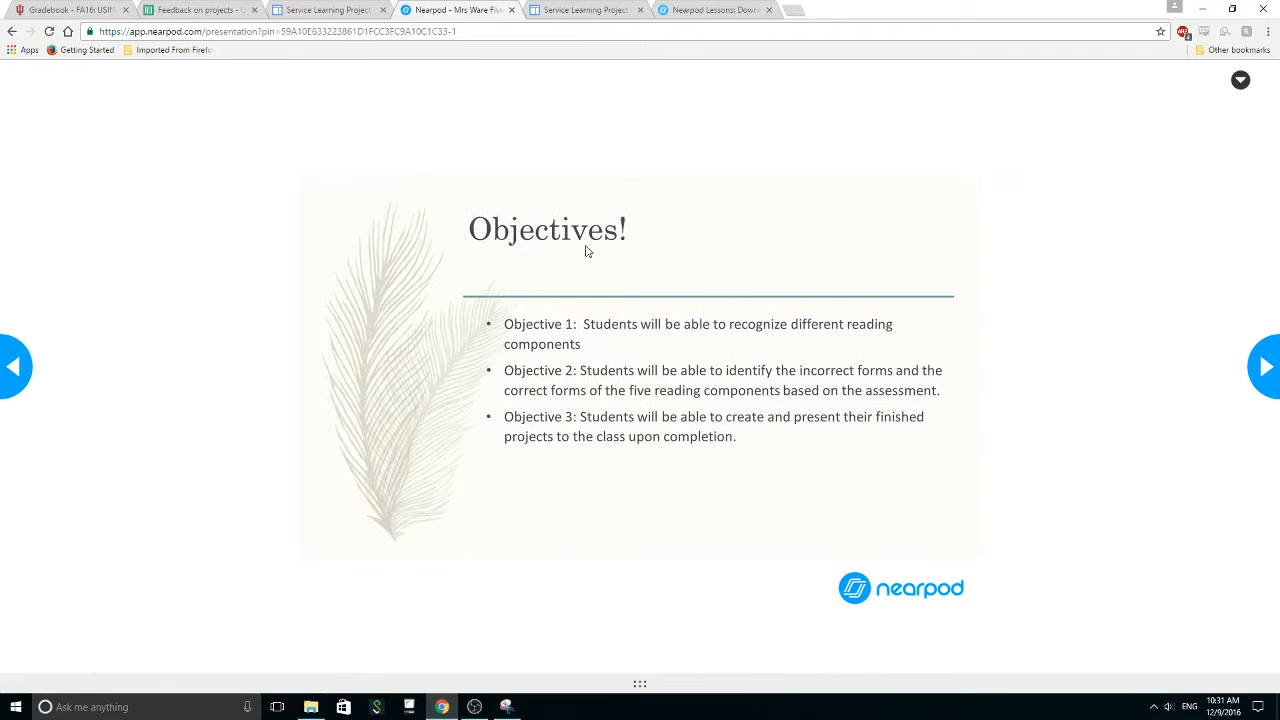 Gradebook - FA16: USIN
Feedback on projects - G
Service Learning Project
Nearpod - Mrs Ware Five
Service Learning Project
Nearpod Lessons: Down
https://app.nearpod.com/presentation?pin=59A10E633223861D1FCC3FC9A10C1C33-1
Apps
Getting Started
Imported From Firefo
Other bookmarks
Objectives!
• Objective 1: Students will be able to recognize different reading
components
• Objective 2: Students will be able to identify the incorrect forms and the
correct forms of the five reading components based on the assessment.
• Objective 3: Students will be able to create and present their finished
projects to the class upon completion.
nearpod
Ask me anything
ENG
10:31 AM
12/9/2016